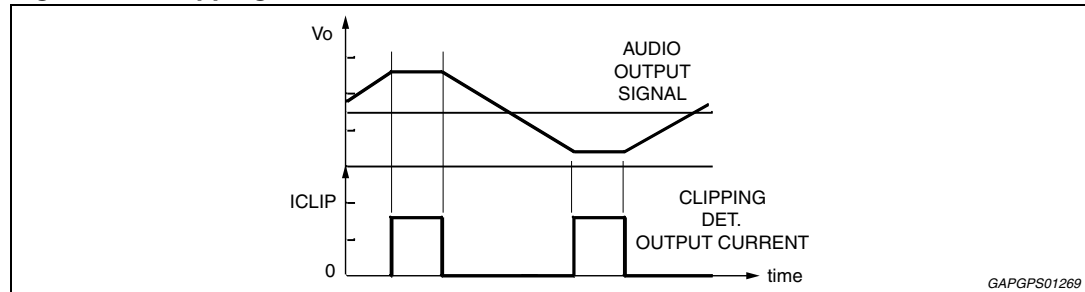 Vo
AUDIO
OUTPUT
SIGNAL
ICLIP
CLIPPING
DET.
OUTPUT CURRENT
0
time
GAPGPS01269